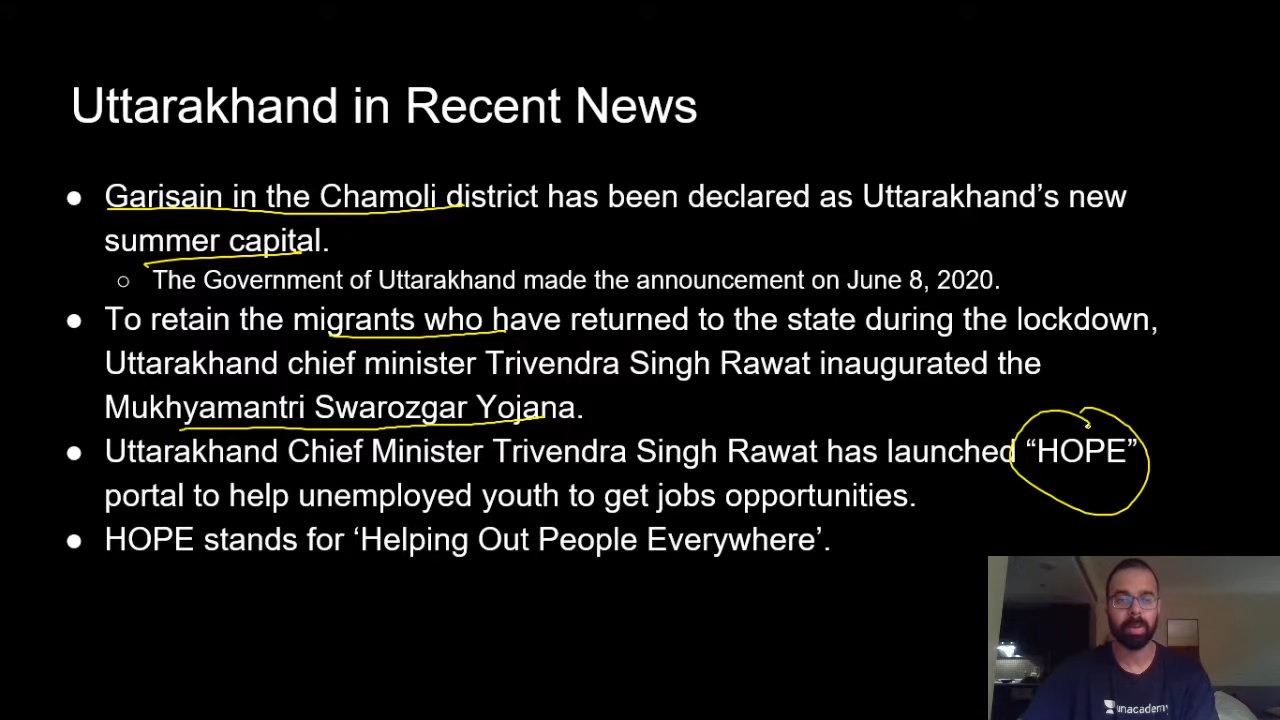 Uttarakhand in Recent News
● Garisain in the Chamoli district has been declared as Uttarakhand’s new
summer capital.
○ The Government of Uttarakhand made the announcement on June 8, 2020.
● To retain the migrants who have returned to the state during the lockdown,
Uttarakhand chief minister Trivendra Singh Rawat inaugurated the
Mukhyamantri Swarozgar Yojana.
● Uttarakhand Chief Minister Trivendra Singh Rawat has launched “HOPE”
portal to help unemployed youth to get jobs opportunities.
● HOPE stands for ‘Helping Out People Everywhere’.
unacademy